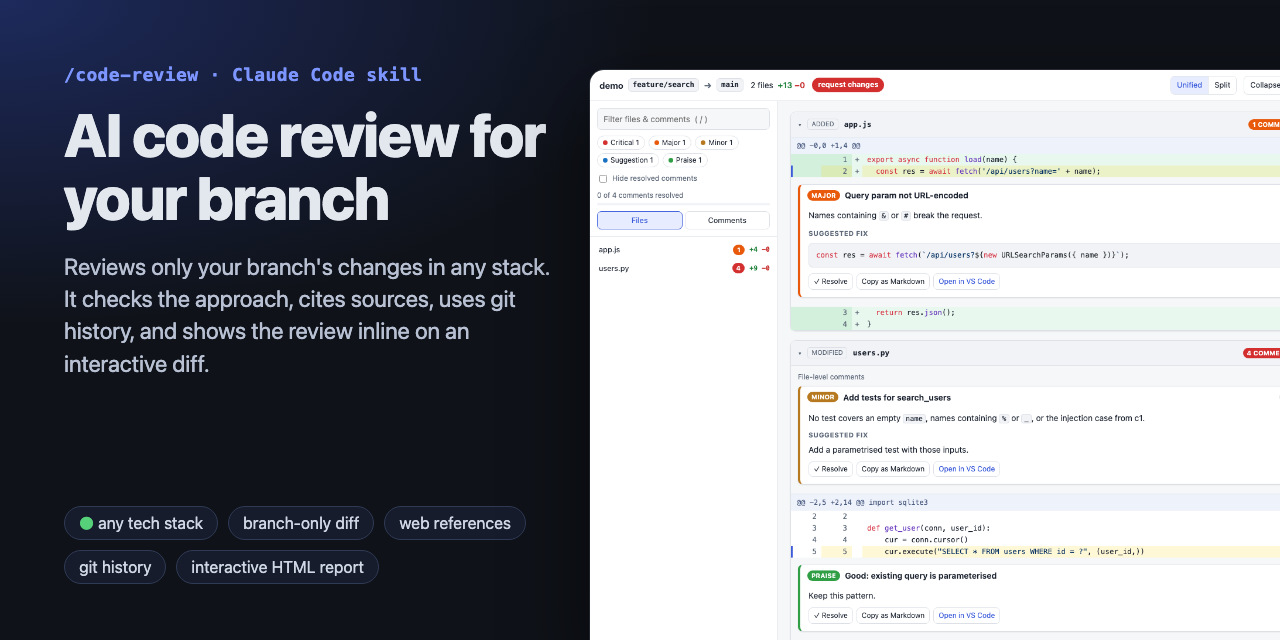 /code-review · Claude Code skill
AI code review for
your branch
Reviews only your branch's changes in any stack.
It checks the approach, cites sources, uses git
history, and shows the review inline on an
interactive diff.
any tech stack
branch-only diff
web references
git history
interactive HTML report
demo feature/search → main 2 files +13 −0 request changes
Unified Split Collapse
Filter files & comments (/)
Critical 1 Major 1 Minor 1
Suggestion 1 Praise 1
Hide resolved comments
0 of 4 comments resolved
Files Comments
app.js 1 +4 −0
users.py 4 +9 −0
ADDED app.js 1 COMM
@@ -0,0 +1,4 @@
1 + export async function load(name) {
2 + const res = await fetch('/api/users?name=' + name);
MAJOR Query param not URL-encoded
Names containing & or # break the request.
SUGGESTED FIX
const res = await fetch(`/api/users?${new URLSearchParams({ name })}`);
✓ Resolve Copy as Markdown Open in VS Code
3 + return res.json();
4 + }
MODIFIED users.py 4 COMME
File-level comments
MINOR Add tests for search_users
No test covers an empty name, names containing % or _, or the injection case from c1.
SUGGESTED FIX
Add a parametrised test with those inputs.
✓ Resolve Copy as Markdown Open in VS Code
@@ -2,5 +2,14 @@ import sqlite3
2 2
3 3 def get_user(conn, user_id):
4 4 cur = conn.cursor()
5 5 cur.execute("SELECT * FROM users WHERE id = ?", (user_id,))
PRAISE Good: existing query is parameterised
Keep this pattern.
✓ Resolve Copy as Markdown Open in VS Code